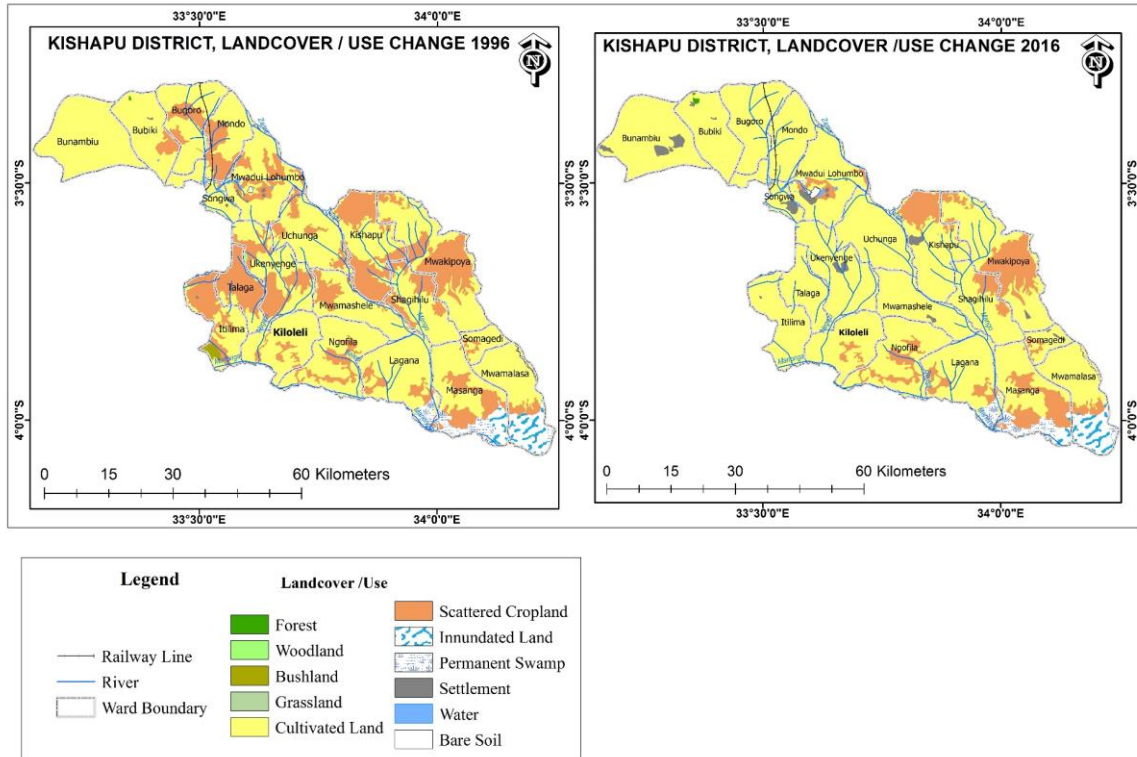 33°30'0"E
34°0'0"E
KISHAPU DISTRICT, LANDCOVER / USE CHANGE 1996
N
Bunambiu
Bubiki
Bugoro
Mondo
Mwadui Lohumbo
Songwa
Uchunga
Kishapu
Ukenyenge
Mwakipoya
Talaga
Shagihilu
Mwamashele
Itilima
Kiloleli
Ngofila
Somagedi
Lagana
Mwamalasa
Masanga
3°30'0"S
4°0'0"S
0 15 30 60 Kilometers
33°30'0"E
34°0'0"E
33°30'0"E
34°0'0"E
KISHAPU DISTRICT, LANDCOVER /USE CHANGE 2016
N
Bunambiu
Bubiki
Bugoro
Mondo
Mwadui Lohumbo
Songwa
Uchunga
Kishapu
Ukenyenge
Mwakipoya
Talaga
Shagihilu
Mwamashele
Itilima
Kiloleli
Ngofila
Somagedi
Lagana
Mwamalasa
Masanga
3°30'0"S
3°30'0"S
4°0'0"S
4°0'0"S
0 15 30 60 Kilometers
33°30'0"E
34°0'0"E
Legend
Railway Line
River
Ward Boundary
Landcover /Use
Forest
Woodland
Bushland
Grassland
Cultivated Land
Scattered Cropland
Innundated Land
Permanent Swamp
Settlement
Water
Bare Soil